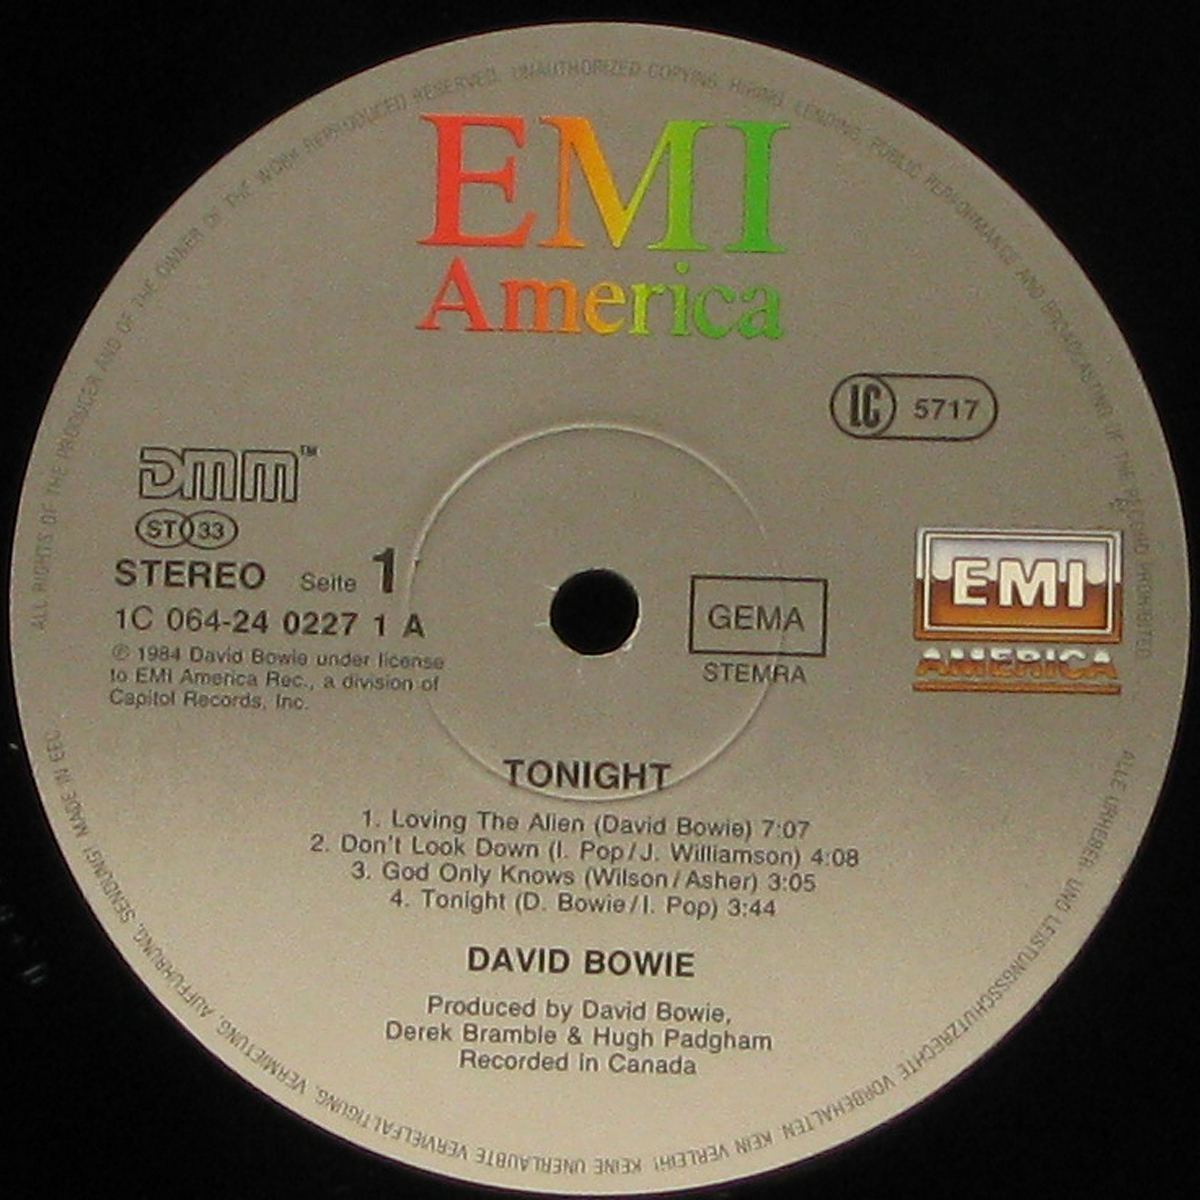 ALL RIGHTS OF THE PRODUCER AND OF THE OWNER OF THE WORK REPRODUCED RESERVED. UNAUTHORIZED COPYING, HIRING, LENDING, PUBLIC PERFORMANCE AND BROADCASTING OF THE RECORD PROHIBITED
EMI
America
LC 5717
DMM™
ST 33
STEREO Seite 1
1C 064-24 0227 1 A
℗ 1984 David Bowie under license
to EMI America Rec., a division of
Capitol Records, Inc.
GEMA
STEMRA
EMI
AMERICA
TONIGHT
1. Loving The Alien (David Bowie) 7:07
2. Don't Look Down (I. Pop/J. Williamson) 4:08
3. God Only Knows (Wilson/Asher) 3:05
4. Tonight (D. Bowie/I. Pop) 3:44
DAVID BOWIE
Produced by David Bowie,
Derek Bramble & Hugh Padgham
Recorded in Canada
ALLE URHEBER- UND LEISTUNGSSCHUTZRECHTE VORBEHALTEN. KEIN VERLEIH! KEINE UNERLAUBTE VERVIELFÄLTIGUNG, VERMIETUNG, AUFFÜHRUNG, SENDUNG! MADE IN EEC.